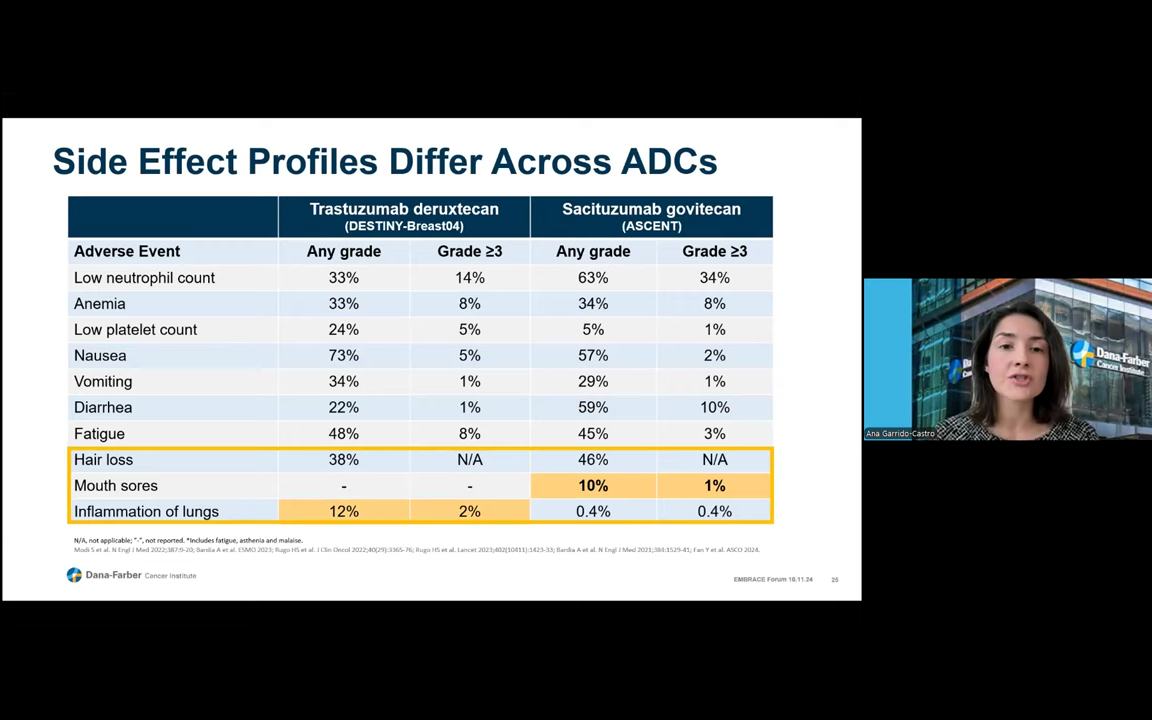 Side Effect Profiles Differ Across ADCs
Trastuzumab deruxtecan Sacituzumab govitecan
(DESTINY-Breast04) (ASCENT)
Adverse Event Any grade Grade ≥3 Any grade Grade ≥3
Low neutrophil count 33% 14% 63% 34%
Anemia 33% 8% 34% 8%
Low platelet count 24% 5% 5% 1%
Nausea 73% 5% 57% 2%
Vomiting 34% 1% 29% 1%
Diarrhea 22% 1% 59% 10%
Fatigue 48% 8% 45% 3%
Hair loss 38% N/A 46% N/A
Mouth sores - - 10% 1%
Inflammation of lungs 12% 2% 0.4% 0.4%
N/A, not applicable; "-", not reported. *Includes fatigue, asthenia and malaise.
Modi S et al. N Engl J Med 2022;387:9-20; Bardia A et al. ESMO 2023; Rugo HS et al. J Clin Oncol 2022;40(29):3365-76; Rugo HS et al. Lancet 2023;402(10411):1423-33; Bardia A et al. N Engl J Med 2021;384:1529-41; Fan Y et al. ASCO 2024.
Dana-Farber Cancer Institute
EMBRACE Forum 18.11.24 25
Dana-Farber
Cancer Institute
Ana Garrido-Castro